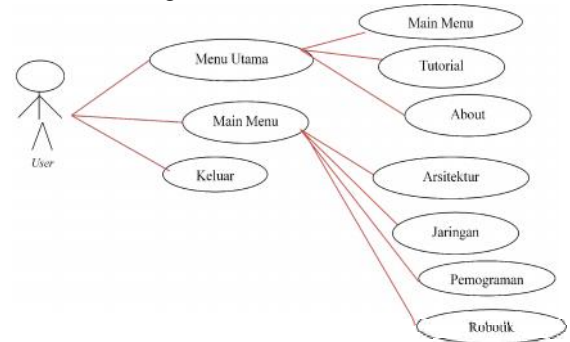 Main Menu
Menu Utama
Tutorial
Main Menu
About
User
Keluar
Arsitektur
Jaringan
Pemograman
Robotik